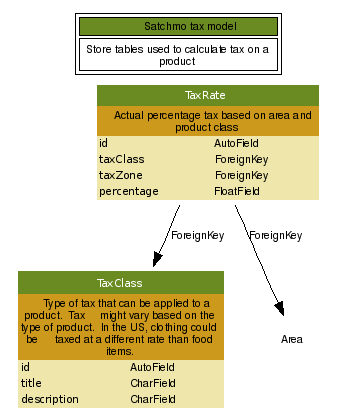 Satchmo tax model
Store tables used to calculate tax on a
product
TaxRate
Actual percentage tax based on area and
product class
id AutoField
taxClass ForeignKey
taxZone ForeignKey
percentage FloatField
ForeignKey ForeignKey
TaxClass
Type of tax that can be applied to a
product. Tax might vary based on the
type of product. In the US, clothing could
be taxed at a different rate than food
items.
Area
id AutoField
title CharField
description CharField